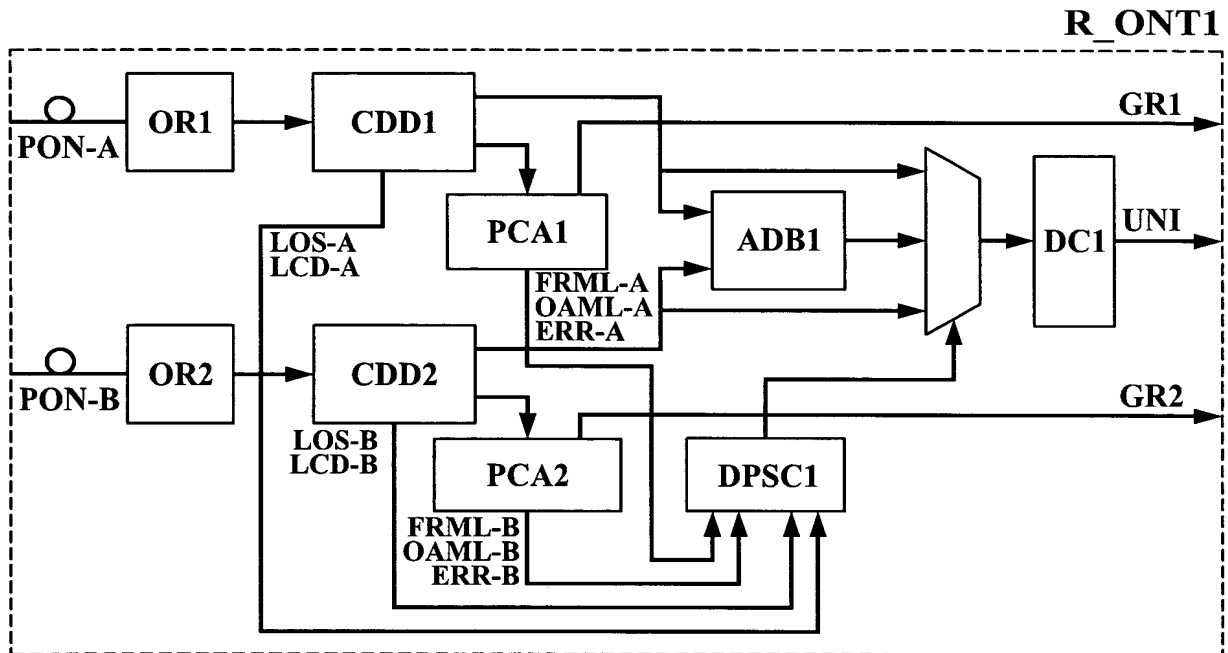 R_ONT1
OR1
CDD1
GR1
PON-A
PCA1
ADB1
DC1
UNI
LOS-A
LCD-A
FRML-A
OAML-A
ERR-A
OR2
CDD2
PON-B
GR2
LOS-B
LCD-B
PCA2
DPSC1
FRML-B
OAML-B
ERR-B